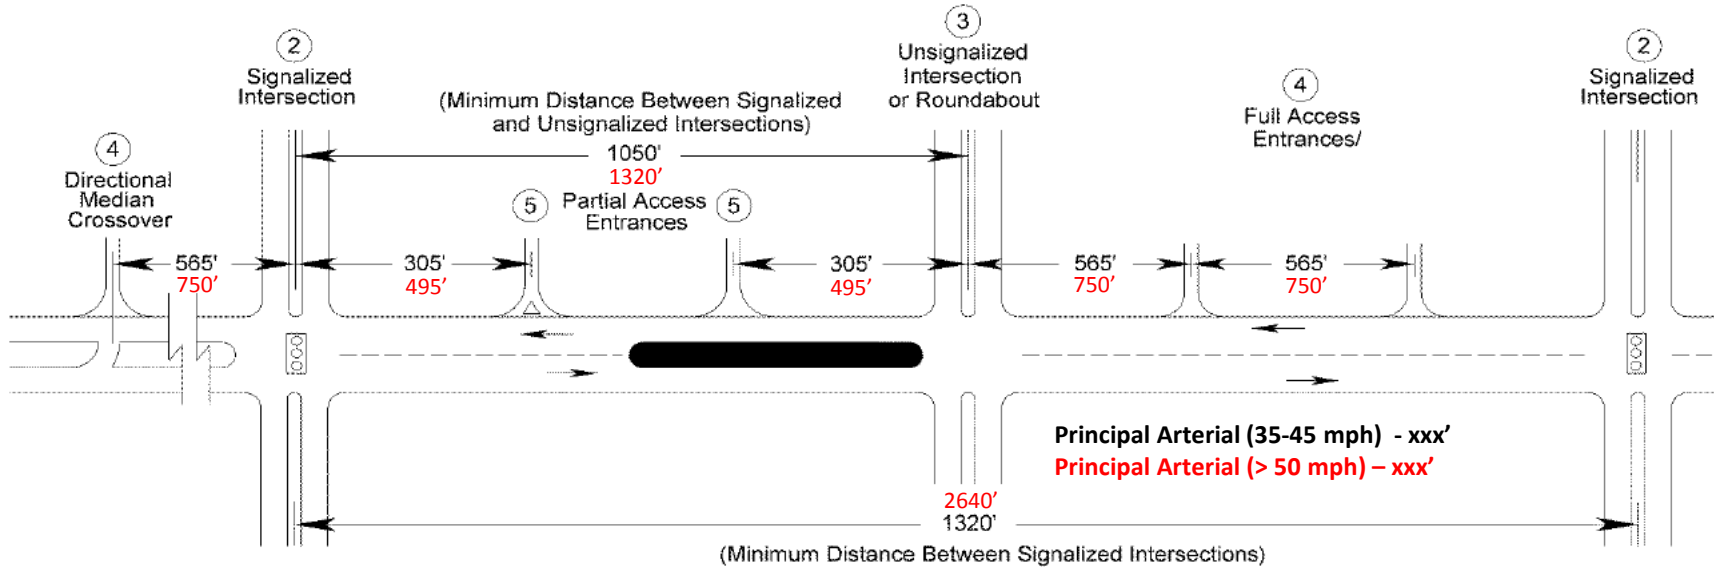 2
Signalized
Intersection
(Minimum Distance Between Signalized
and Unsignalized Intersections)
1050'
1320’
3
Unsignalized
Intersection
or Roundabout
4
Full Access
Entrances/
2
Signalized
Intersection
4
Directional
Median
Crossover
5
Partial Access
Entrances
5
565'
750’
305'
495’
305'
495’
565'
750’
565'
750’
Principal Arterial (35-45 mph) - xxx’
Principal Arterial (> 50 mph) – xxx’
2640’
1320'
(Minimum Distance Between Signalized Intersections)